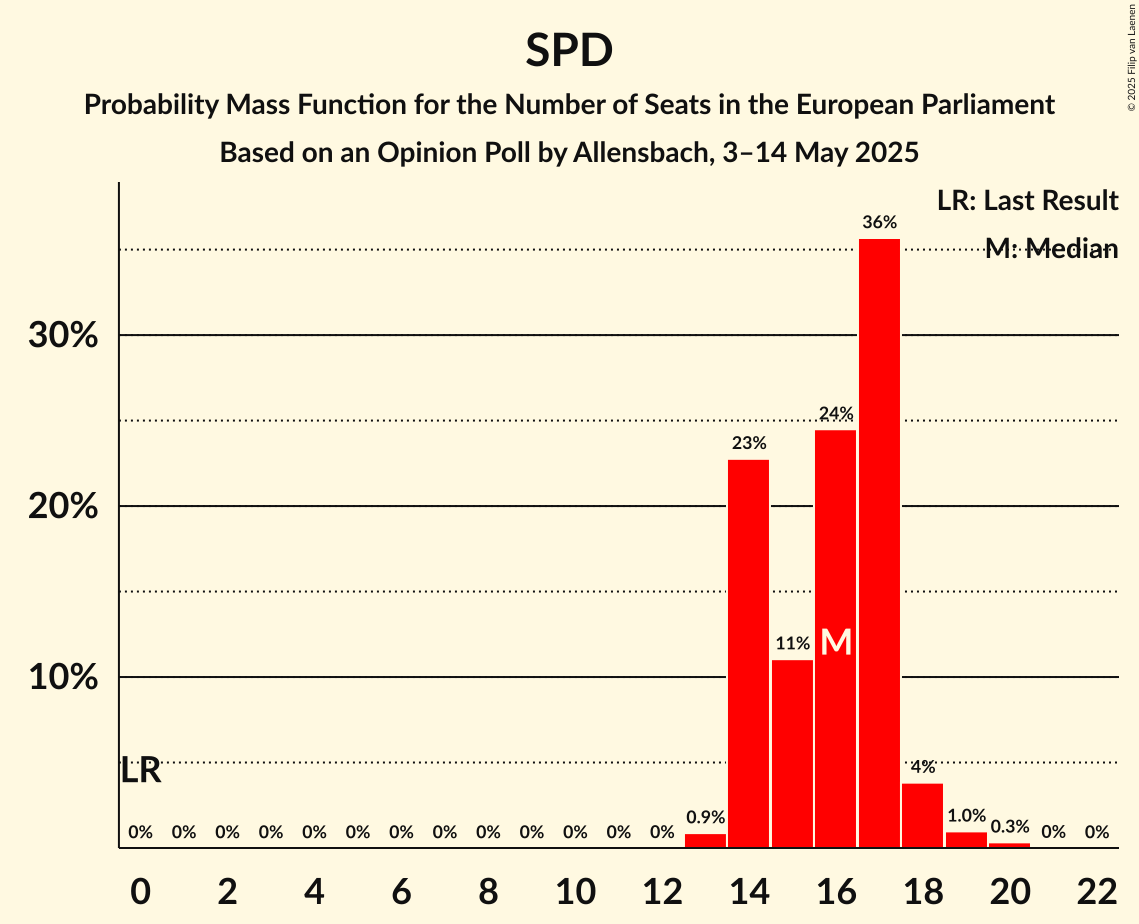 SPD
Probability Mass Function for the Number of Seats in the European Parliament
Based on an Opinion Poll by Allensbach, 3–14 May 2025
© 2025 Filip van Laenen
LR: Last Result
M: Median
36%
30%
24%
23%
20%
11%
M
10%
LR
4%
0% 0% 0% 0% 0% 0% 0% 0% 0% 0% 0% 0% 0% 0.9% 1.0% 0.3% 0% 0%
0 2 4 6 8 10 12 14 16 18 20 22